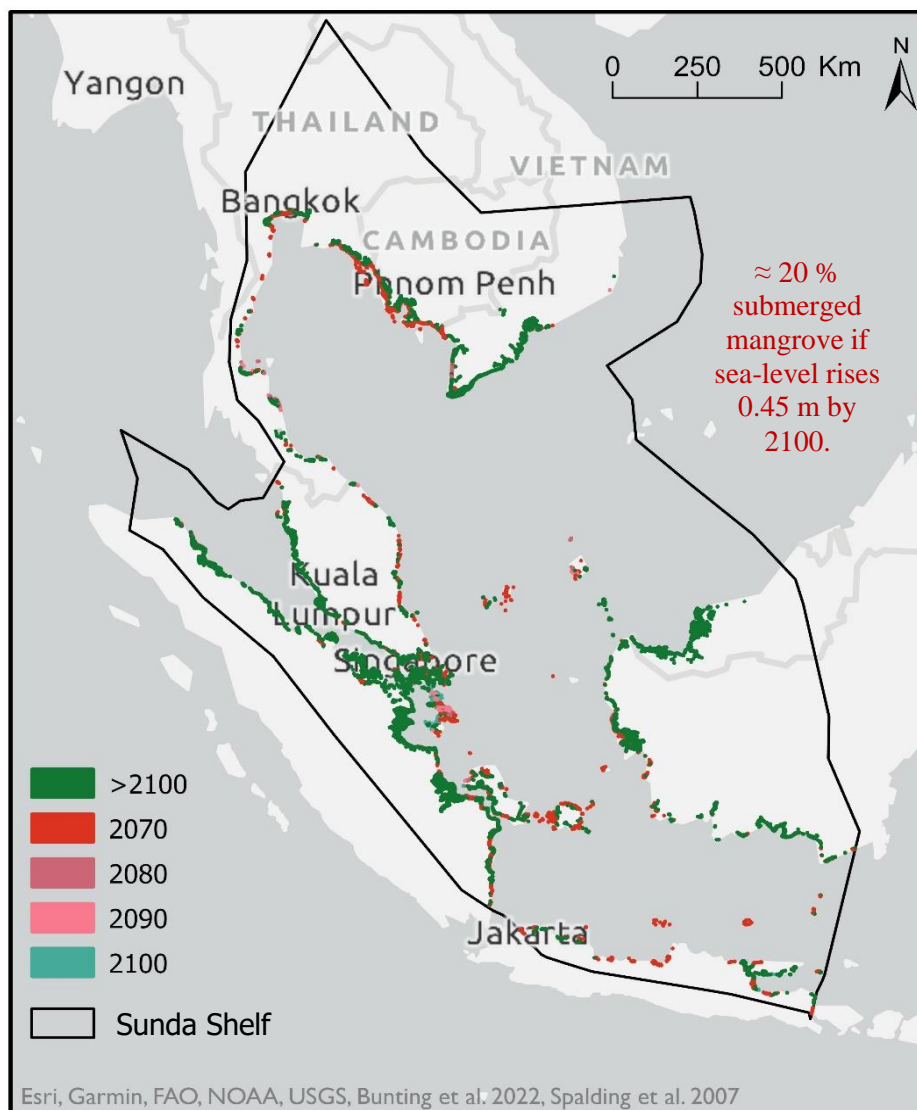 N
0 250 500 Km
Yangon
THAILAND
VIETNAM
Bangkok
CAMBODIA
Phnom Penh
≈ 20 %
submerged
mangrove if
sea-level rises
0.45 m by
2100.
Kuala
Lumpur
Singapore
Jakarta
>2100
2070
2080
2090
2100
Sunda Shelf
Esri, Garmin, FAO, NOAA, USGS, Bunting et al. 2022, Spalding et al. 2007